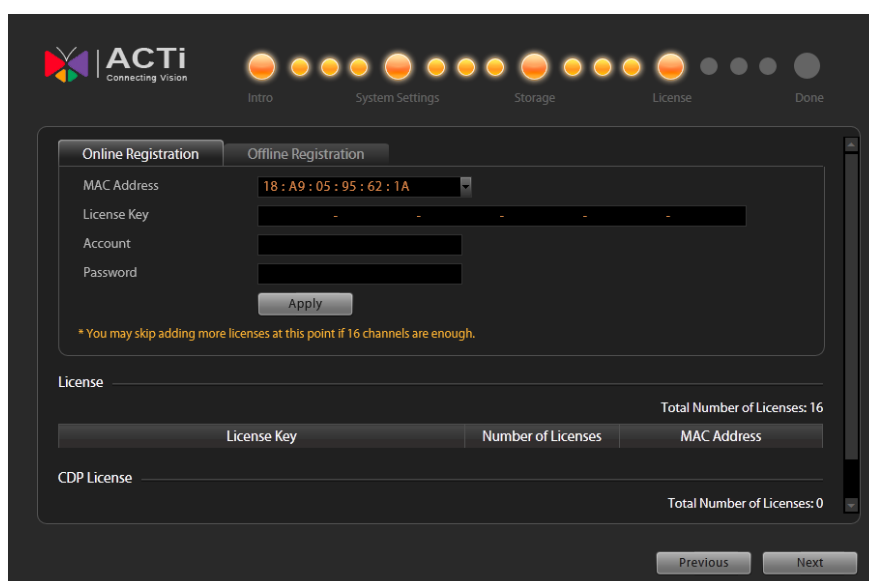 ACTi
Connecting Vision
Intro System Settings Storage License Done
Online Registration Offline Registration
MAC Address 18 : A9 : 05 : 95 : 62 : 1A
License Key - - - - -
Account
Password
Apply
* You may skip adding more licenses at this point if 16 channels are enough.
License
Total Number of Licenses: 16
License Key Number of Licenses MAC Address
CDP License
Total Number of Licenses: 0
Previous Next